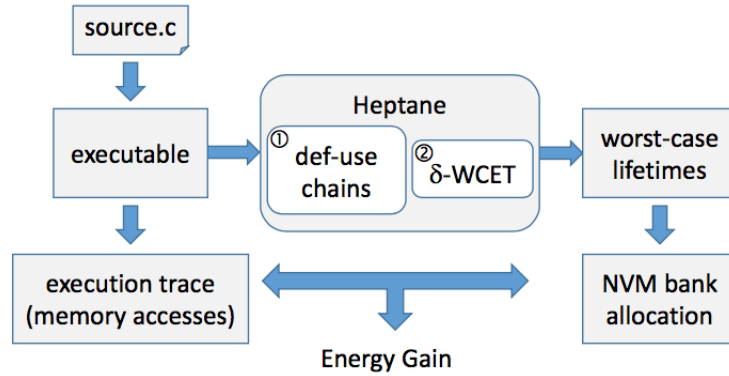 source.c
executable
Heptane
①
def-use
chains
②
δ-WCET
worst-case
lifetimes
execution trace
(memory accesses)
NVM bank
allocation
Energy Gain